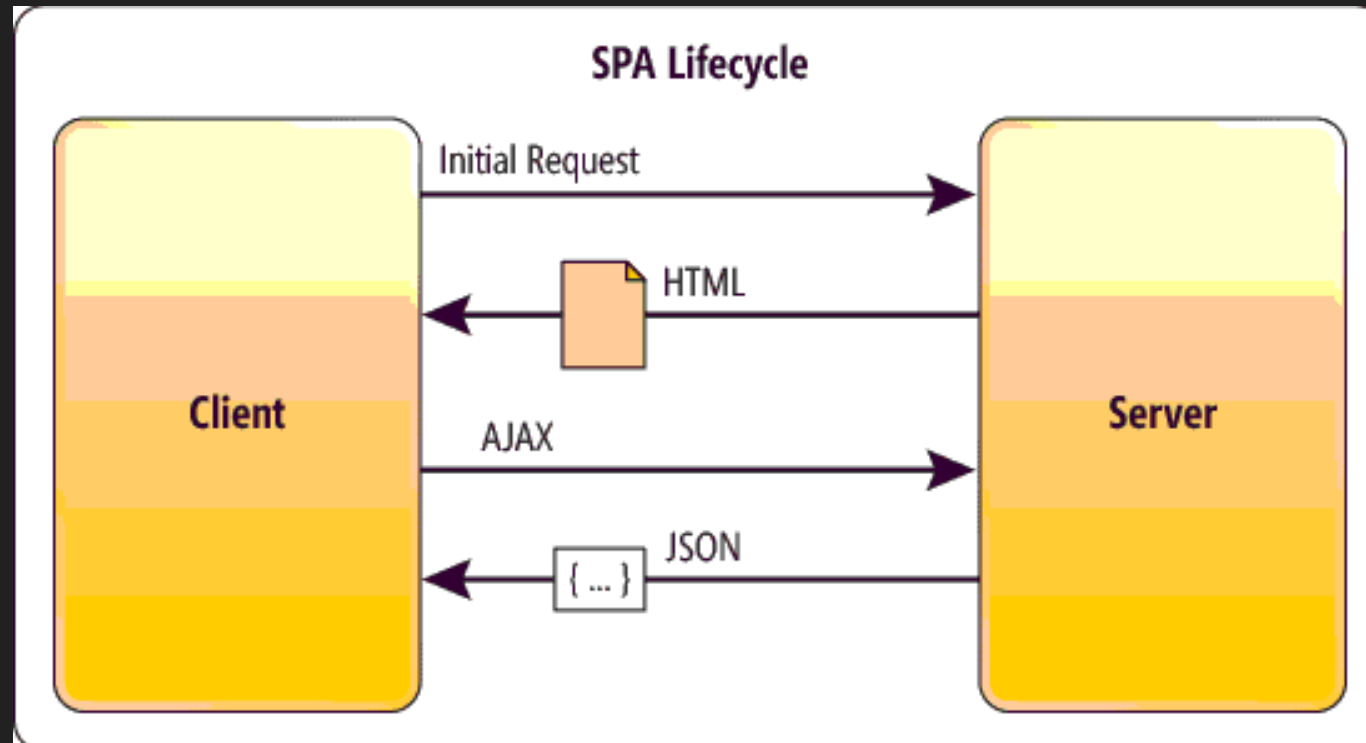 SPA Lifecycle
Initial Request
HTML
Client
Server
AJAX
JSON
{ ... }